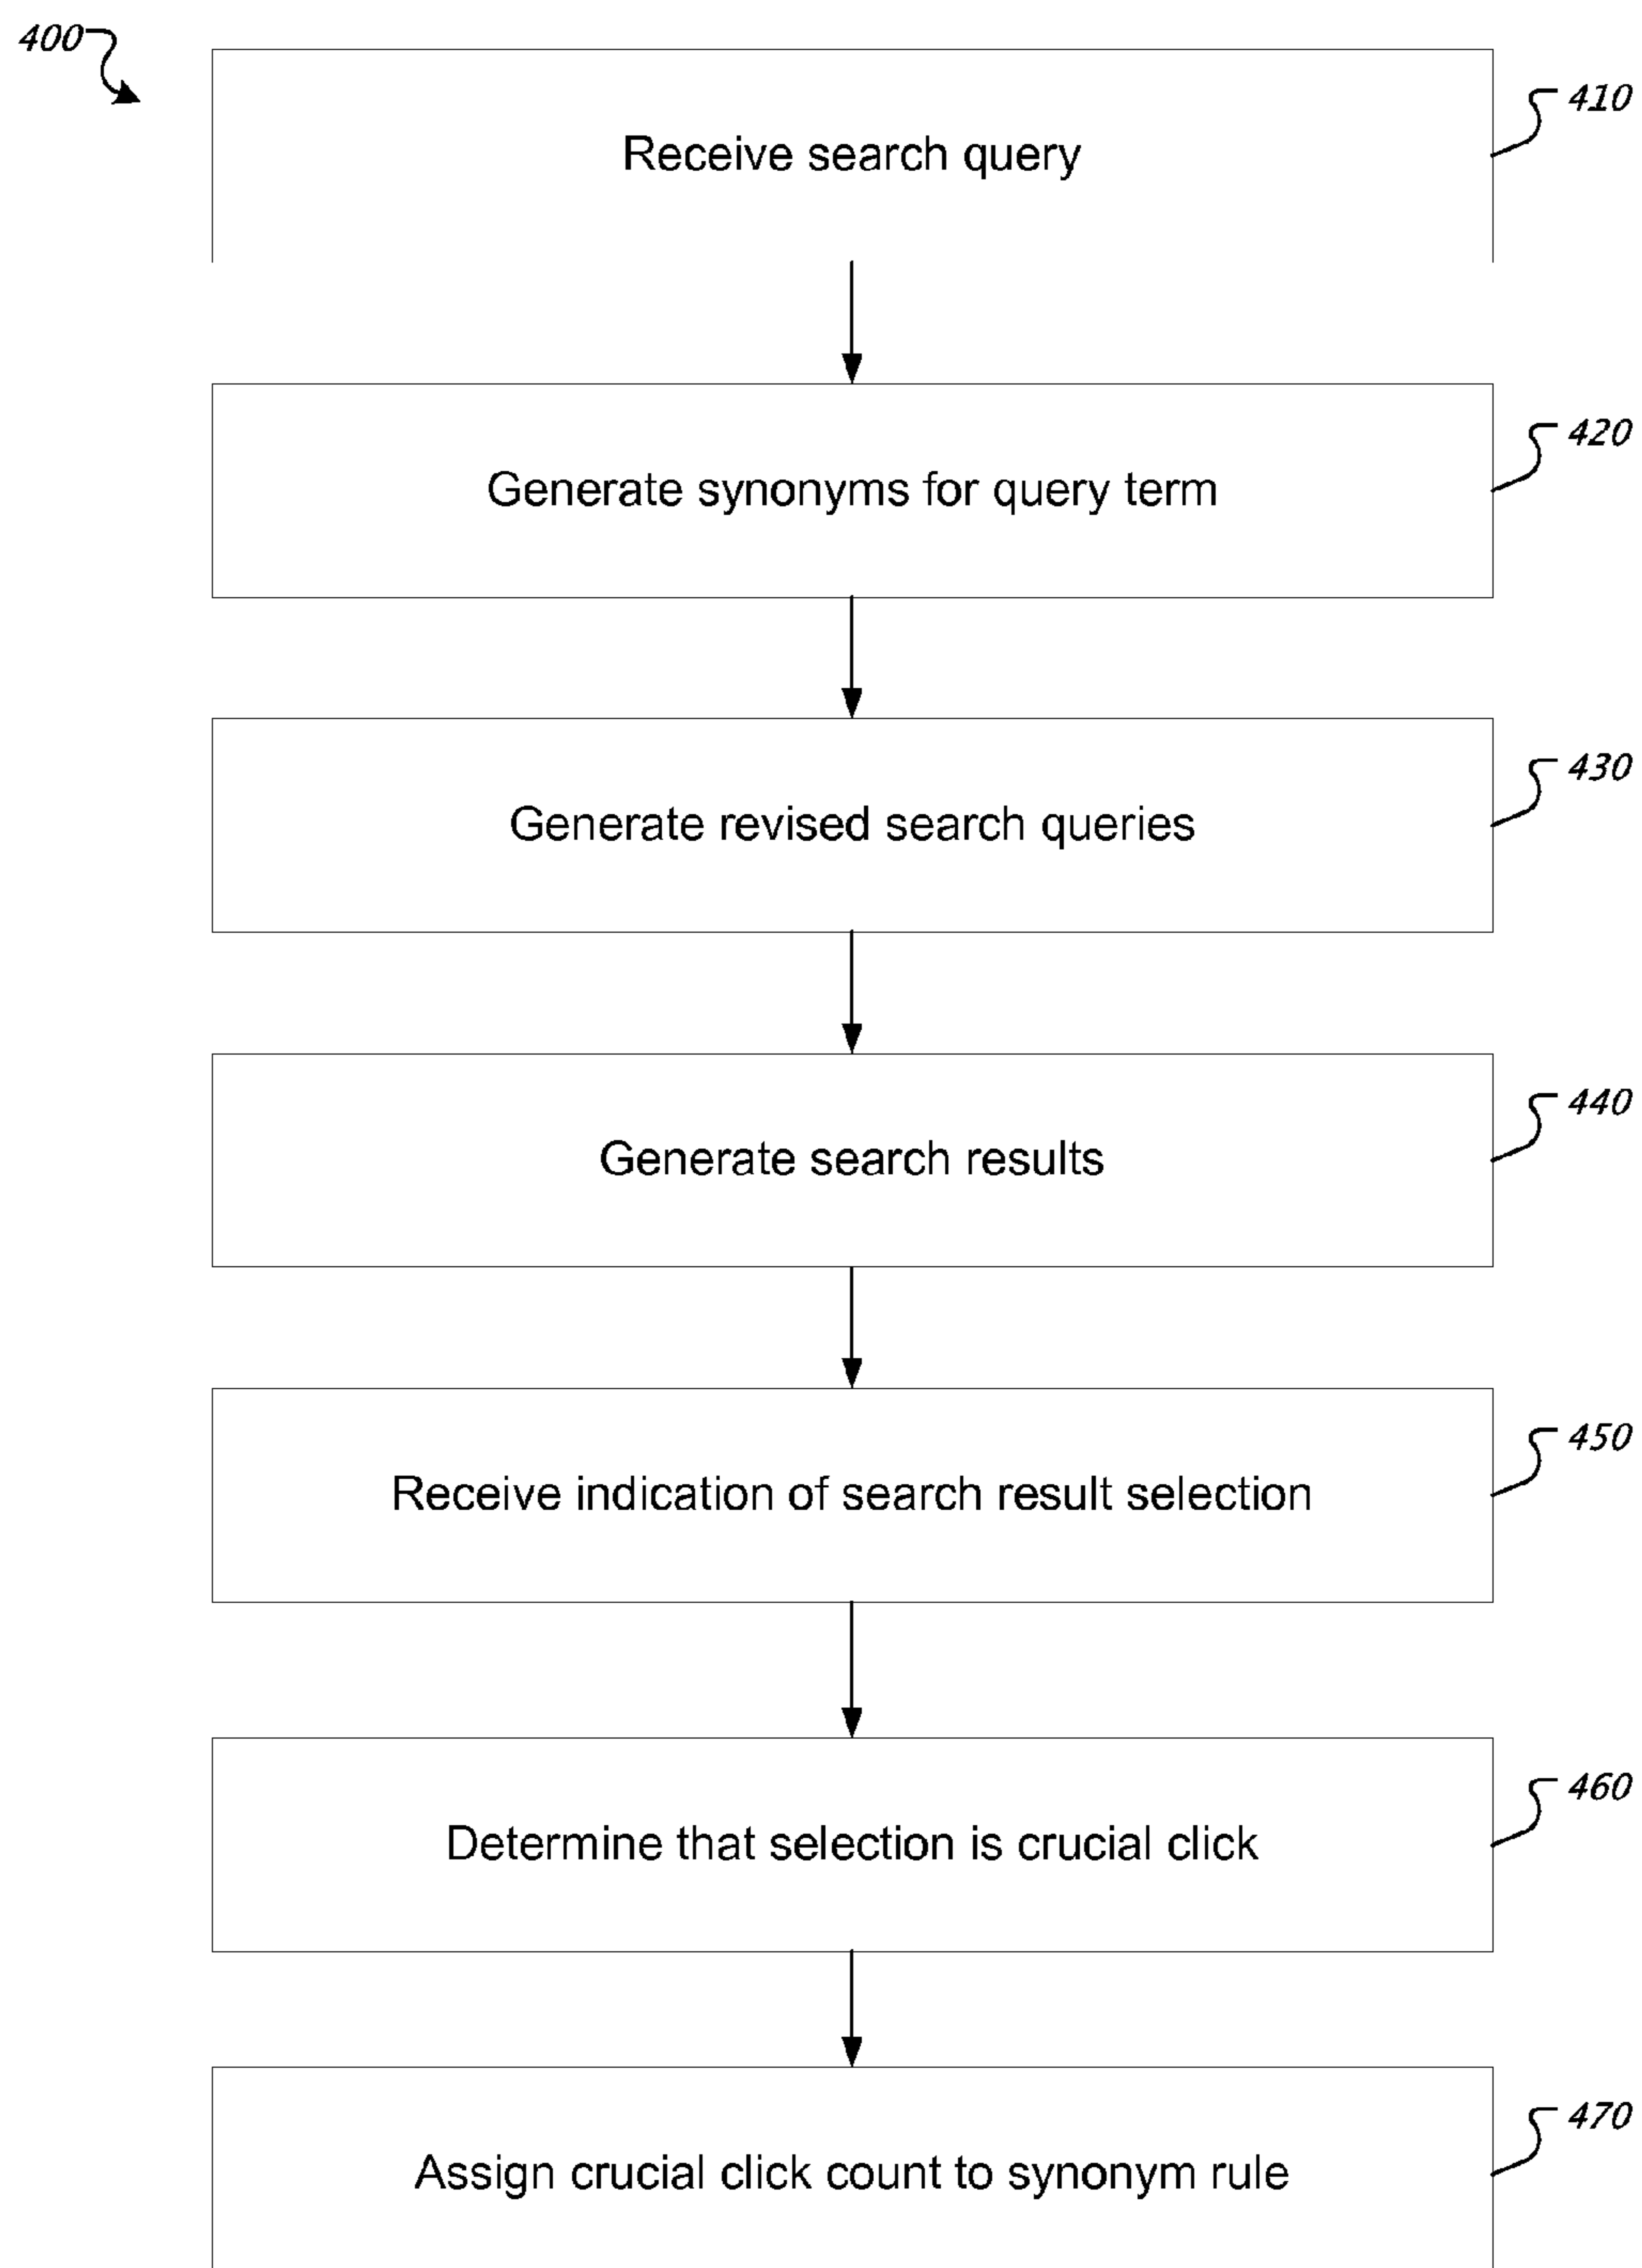 400
410
Receive search query
420
Generate synonyms for query term
430
Generate revised search queries
440
Generate search results
450
Receive indication of search result selection
460
Determine that selection is crucial click
470
Assign crucial click count to synonym rule